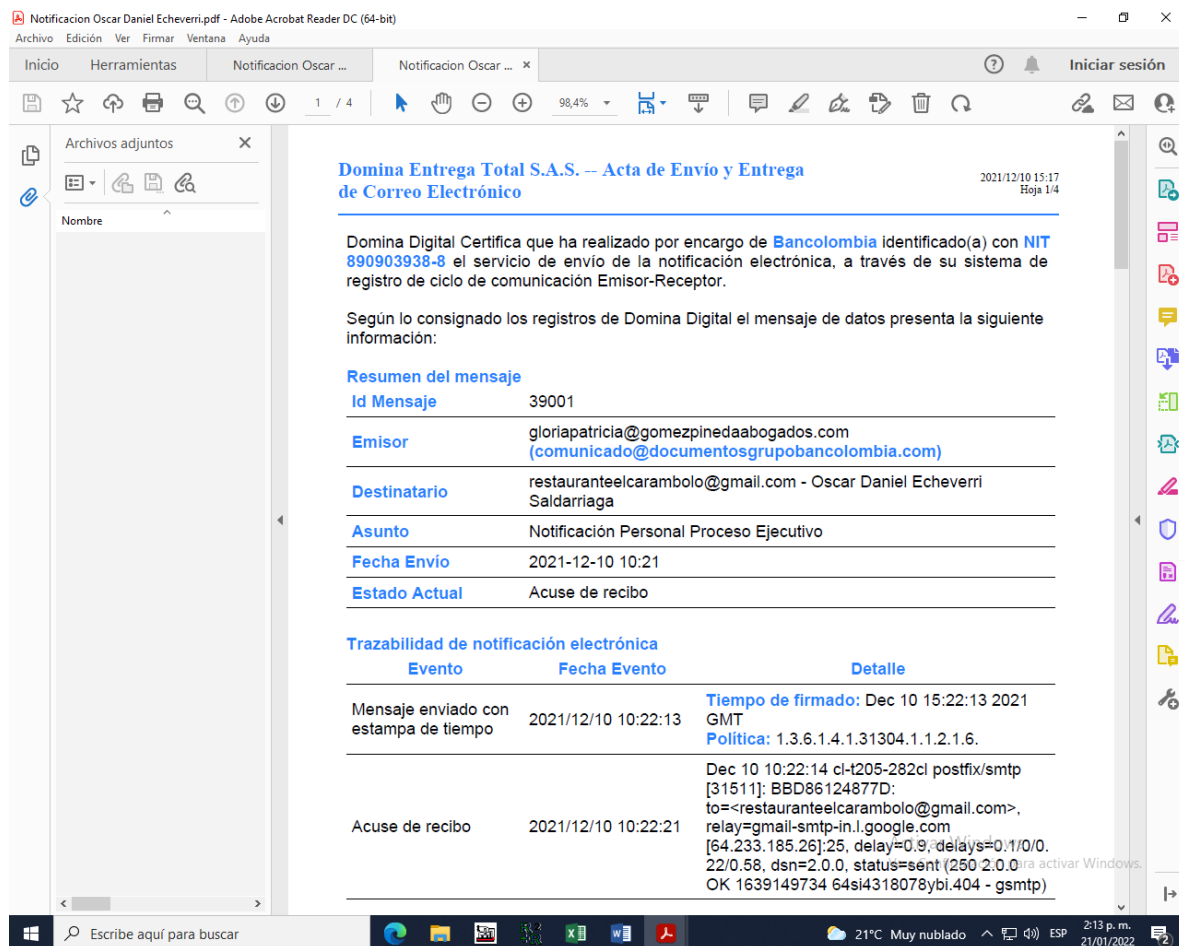 Notificacion Oscar Daniel Echeverri.pdf - Adobe Acrobat Reader DC (64-bit)
Archivo Edición Ver Firmar Ventana Ayuda
Inicio Herramientas Notificacion Oscar ... Notificacion Oscar ... × Iniciar sesión
1 / 4 98,4%
Archivos adjuntos
Nombre
Domina Entrega Total S.A.S. -- Acta de Envío y Entrega
de Correo Electrónico
2021/12/10 15:17
Hoja 1/4
Domina Digital Certifica que ha realizado por encargo de Bancolombia identificado(a) con NIT
890903938-8 el servicio de envío de la notificación electrónica, a través de su sistema de
registro de ciclo de comunicación Emisor-Receptor.
Según lo consignado los registros de Domina Digital el mensaje de datos presenta la siguiente
información:
Resumen del mensaje
Id Mensaje 39001
Emisor gloriapatricia@gomezpinedaabogados.com
(comunicado@documentosgrupobancolombia.com)
Destinatario restauranteelcarambolo@gmail.com - Oscar Daniel Echeverri
Saldarriaga
Asunto Notificación Personal Proceso Ejecutivo
Fecha Envío 2021-12-10 10:21
Estado Actual Acuse de recibo
Trazabilidad de notificación electrónica
Evento Fecha Evento Detalle
Mensaje enviado con
estampa de tiempo
2021/12/10 10:22:13
Tiempo de firmado: Dec 10 15:22:13 2021
GMT
Política: 1.3.6.1.4.1.31304.1.1.2.1.6.
Acuse de recibo 2021/12/10 10:22:21
Dec 10 10:22:14 cl-t205-282cl postfix/smtp
[31511]: BBD86124877D:
to=<restauranteelcarambolo@gmail.com>,
relay=gmail-smtp-in.l.google.com
[64.233.185.26]:25, delay=0.9, delays=0.1/0/0.
22/0.58, dsn=2.0.0, status=sent (250 2.0.0
OK 1639149734 64si4318078ybi.404 - gsmtp)
Activar Windows
para activar Windows.
Escribe aquí para buscar
21°C Muy nublado ESP
2:13 p. m.
21/01/2022
2